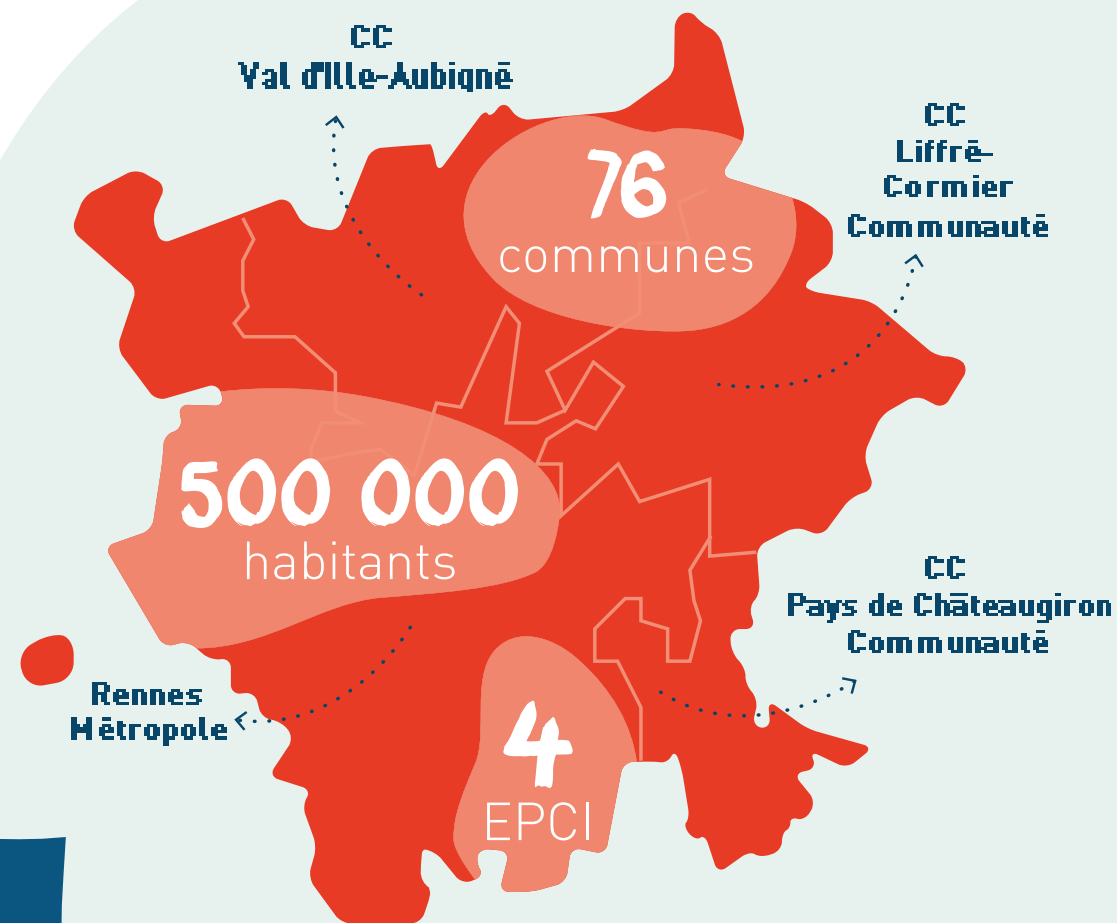 CC
Val d'Ille-Aubigné
CC
Liffré-
Cormier
Communauté
76
communes
500 000
habitants
CC
Pays de Châteaugiron
Communauté
Rennes
Métropole
4
EPCI